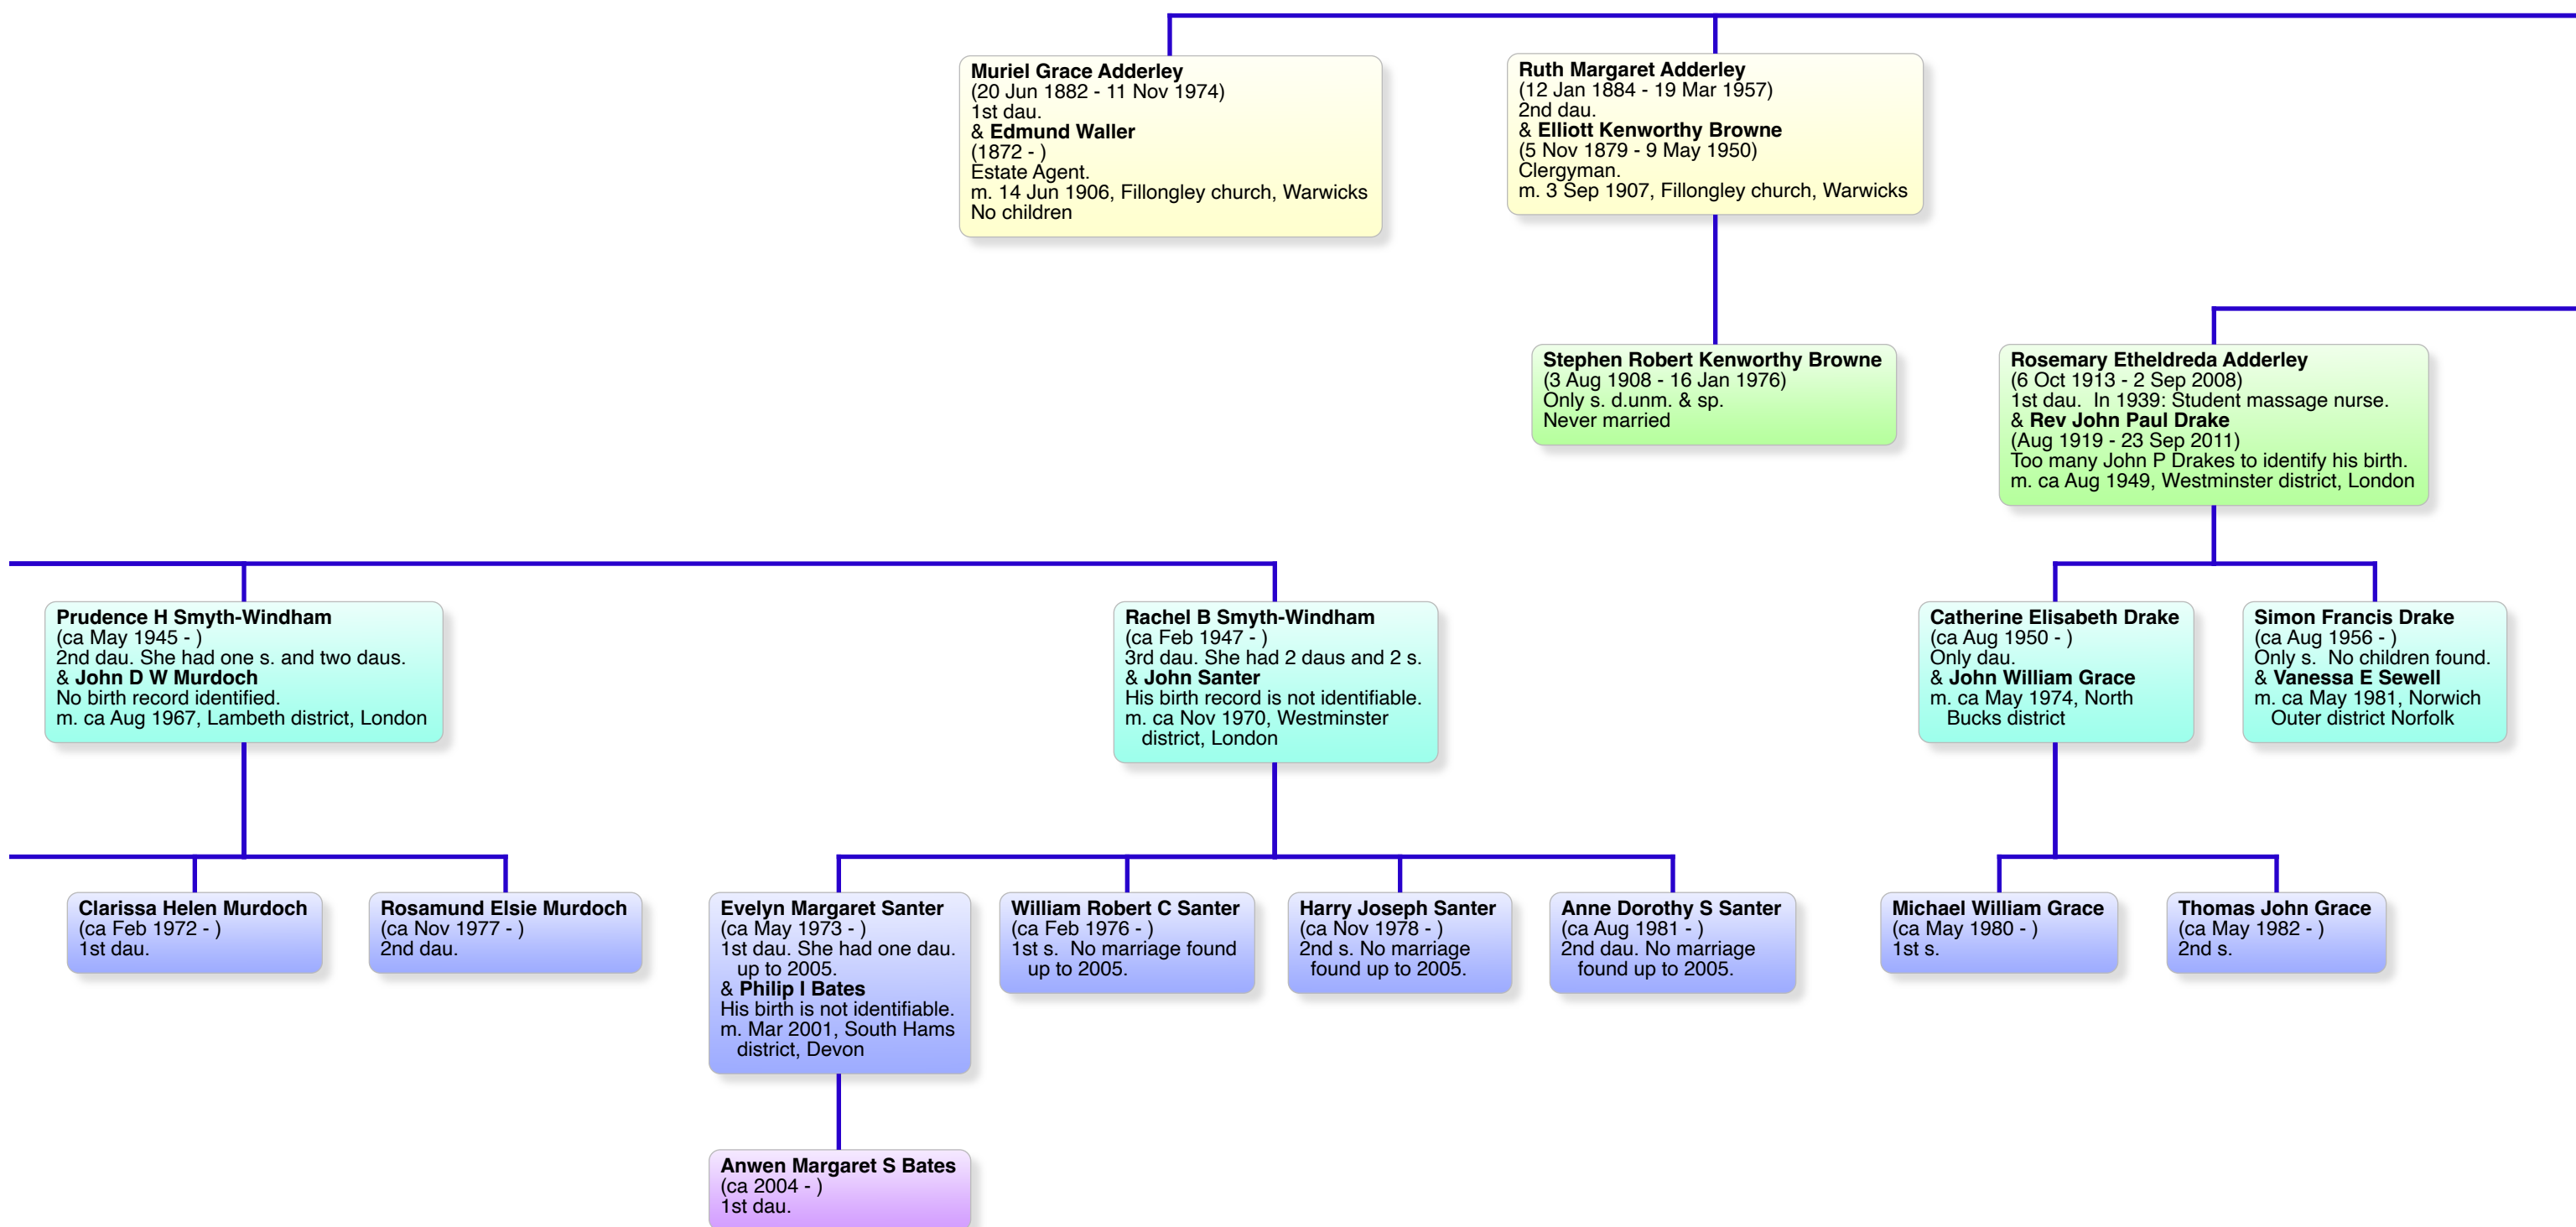 Muriel Grace Adderley
(20 Jun 1882 - 11 Nov 1974)
1st dau.
& Edmund Waller
(1872 - )
Estate Agent.
m. 14 Jun 1906, Fillongley church, Warwicks
No children
Ruth Margaret Adderley
(12 Jan 1884 - 19 Mar 1957)
2nd dau.
& Elliott Kenworthy Browne
(5 Nov 1879 - 9 May 1950)
Clergyman.
m. 3 Sep 1907, Fillongley church, Warwicks
Stephen Robert Kenworthy Browne
(3 Aug 1908 - 16 Jan 1976)
Only s. d.unm. & sp.
Never married
Rosemary Etheldreda Adderley
(6 Oct 1913 - 2 Sep 2008)
1st dau.  In 1939: Student massage nurse.
& Rev John Paul Drake
(Aug 1919 - 23 Sep 2011)
Too many John P Drakes to identify his birth.
m. ca Aug 1949, Westminster district, London
Prudence H Smyth-Windham
(ca May 1945 - )
2nd dau. She had one s. and two daus.
& John D W Murdoch
No birth record identified.
m. ca Aug 1967, Lambeth district, London
Rachel B Smyth-Windham
(ca Feb 1947 - )
3rd dau. She had 2 daus and 2 s.
& John Santer
His birth record is not identifiable.
m. ca Nov 1970, Westminster
district, London
Catherine Elisabeth Drake
(ca Aug 1950 - )
Only dau.
& John William Grace
m. ca May 1974, North
Bucks district
Simon Francis Drake
(ca Aug 1956 - )
Only s.  No children found.
& Vanessa E Sewell
m. ca May 1981, Norwich
Outer district Norfolk
Clarissa Helen Murdoch
(ca Feb 1972 - )
1st dau.
Rosamund Elsie Murdoch
(ca Nov 1977 - )
2nd dau.
Evelyn Margaret Santer
(ca May 1973 - )
1st dau. She had one dau.
up to 2005.
& Philip I Bates
His birth is not identifiable.
m. Mar 2001, South Hams
district, Devon
William Robert C Santer
(ca Feb 1976 - )
1st s.  No marriage found
up to 2005.
Harry Joseph Santer
(ca Nov 1978 - )
2nd s. No marriage
found up to 2005.
Anne Dorothy S Santer
(ca Aug 1981 - )
2nd dau. No marriage
found up to 2005.
Michael William Grace
(ca May 1980 - )
1st s.
Thomas John Grace
(ca May 1982 - )
2nd s.
Anwen Margaret S Bates
(ca 2004 - )
1st dau.